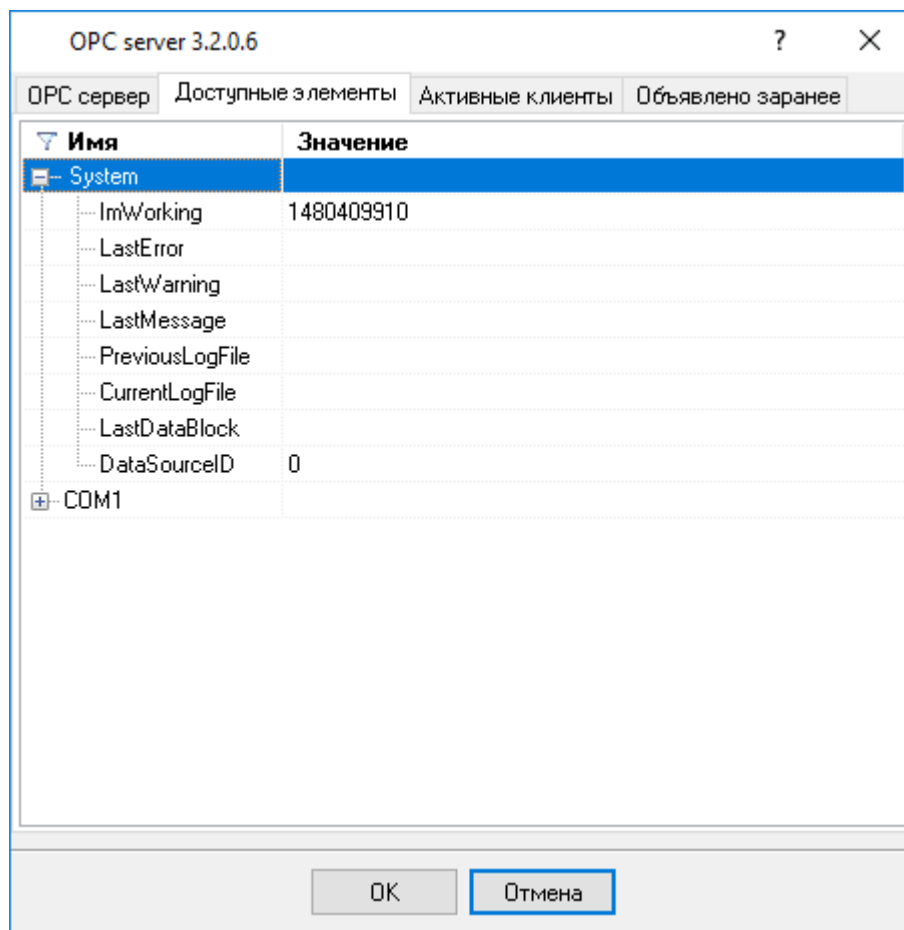 OPC server 3.2.0.6 ?
OPC сервер Доступные элементы Активные клиенты Объявлено заранее
Имя Значение
System
ImWorking 1480409910
LastError
LastWarning
LastMessage
PreviousLogFile
CurrentLogFile
LastDataBlock
DataSourceID 0
COM1
OK Отмена